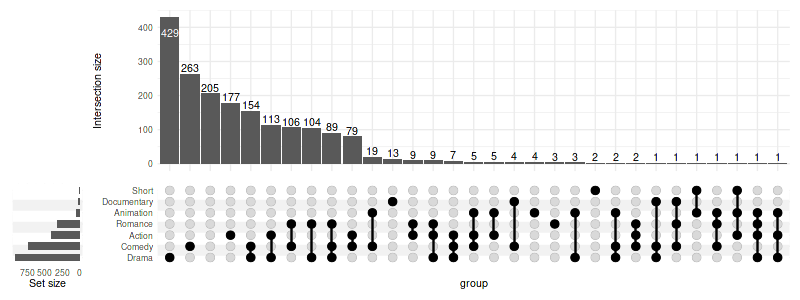 Intersection size
400
300
200
100
0
429 263 205 177 154 113 106 104 89 79 19 13 9 9 7 5 5 4 4 3 3 2 2 2 1 1 1 1 1 1 1
Short
Documentary
Animation
Romance
Action
Comedy
Drama
750 500 250 0
Set size
group